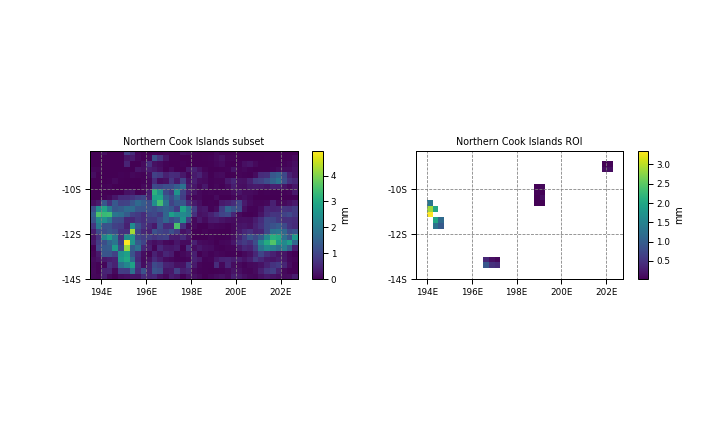 Northern Cook Islands subset
-10S
-12S
-14S
194E 196E 198E 200E 202E
4
3
2
1
0
mm
Northern Cook Islands ROI
-10S
-12S
-14S
194E 196E 198E 200E 202E
3.0
2.5
2.0
1.5
1.0
0.5
mm